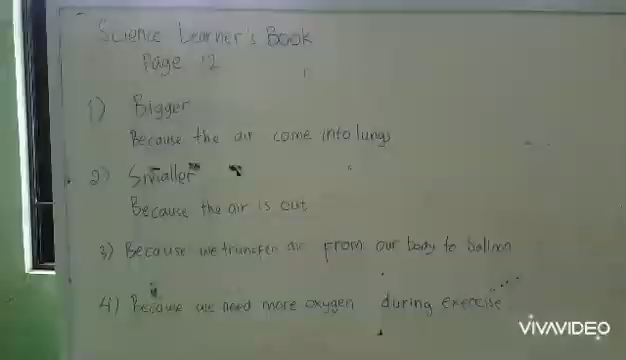 Science Learner's Book
Page 12
1) Bigger
Because the air come into lungs
2) Smaller
Because the air is out
3) Because we transfer air from our body to balloon
4) Because we need more oxygen during exercise
VIVAVIDEO